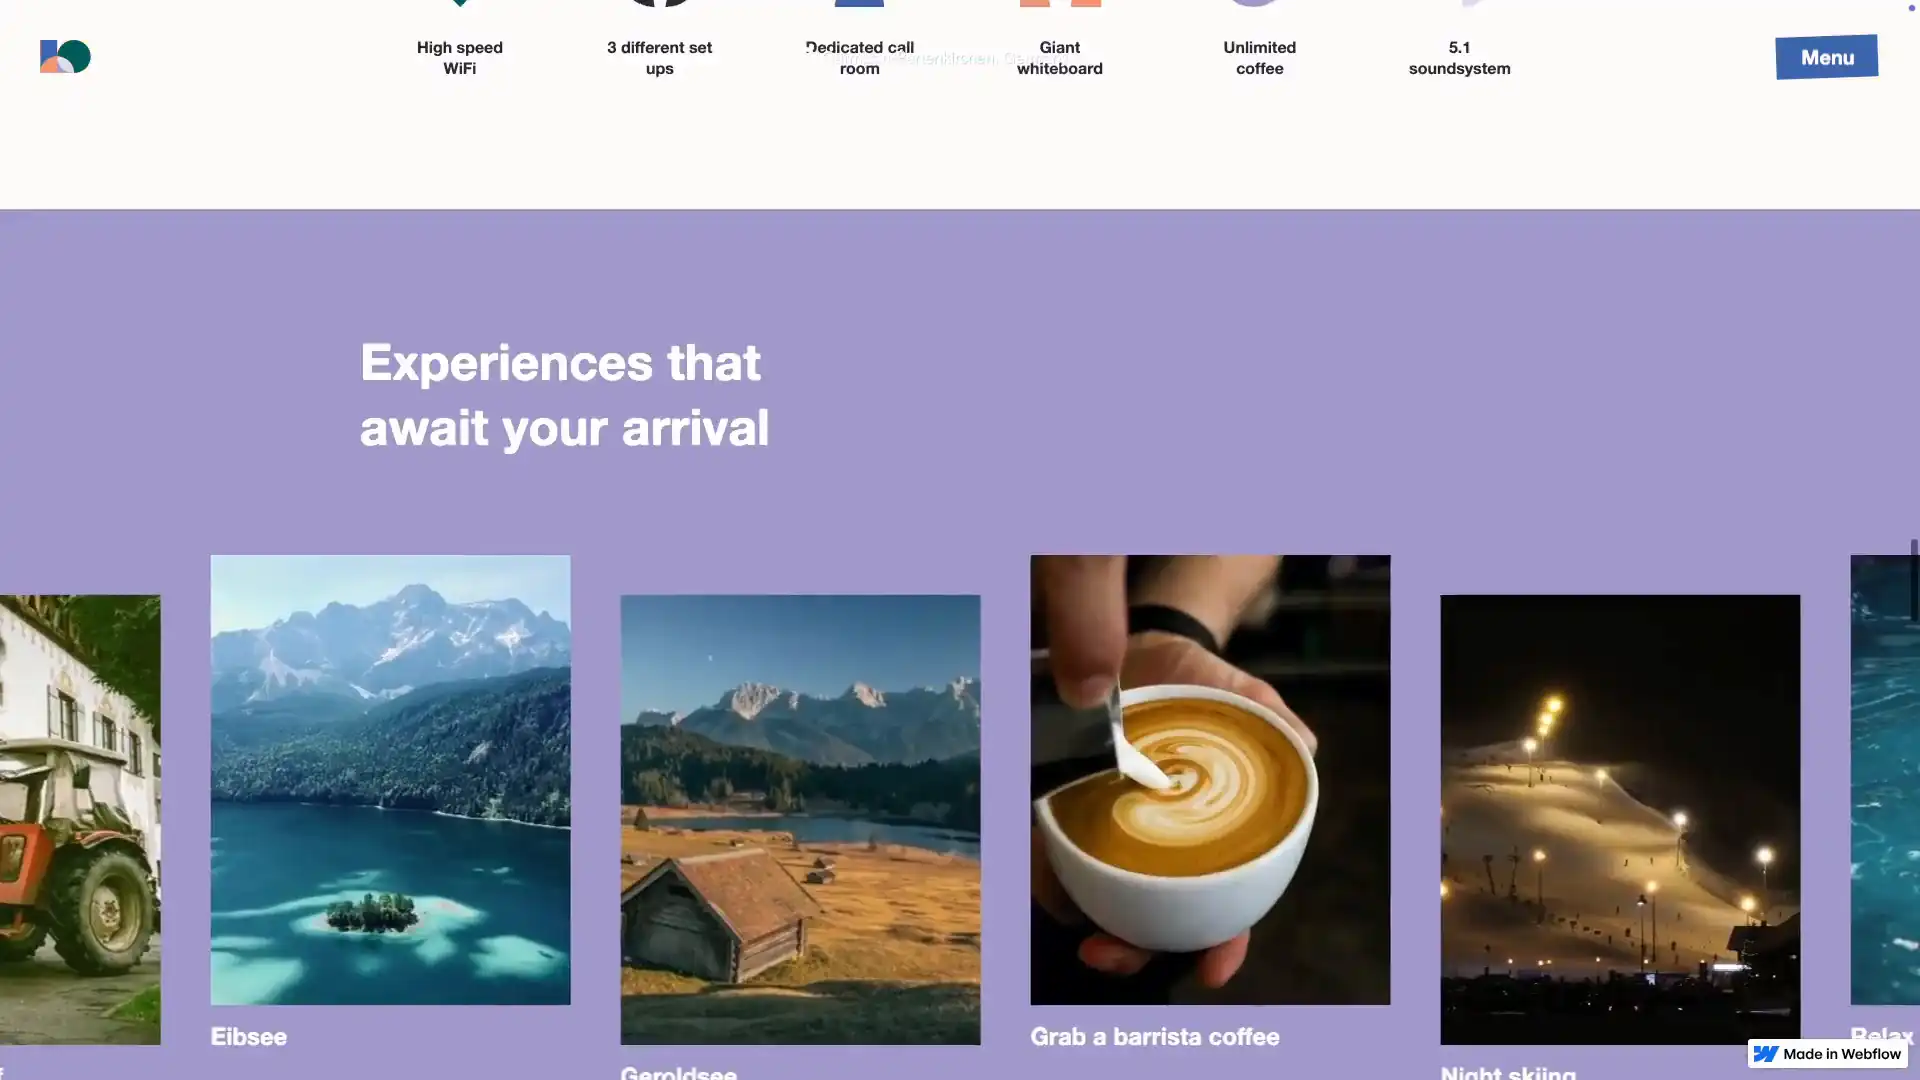 High speed
WiFi
3 different set
ups
Dedicated call
room
Giant
whiteboard
Unlimited
coffee
5.1
soundsystem
Menu
Experiences that
await your arrival
Eibsee
Geroldsee
Grab a barrista coffee
Night skiing
Relax
Made in Webflow